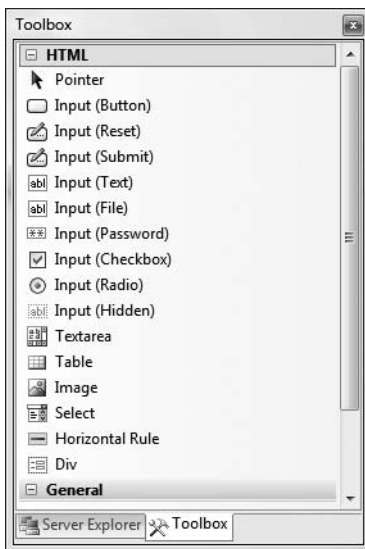 Toolbox
HTML
Pointer
Input (Button)
Input (Reset)
Input (Submit)
Input (Text)
Input (File)
Input (Password)
Input (Checkbox)
Input (Radio)
Input (Hidden)
Textarea
Table
Image
Select
Horizontal Rule
Div
General
Server Explorer Toolbox